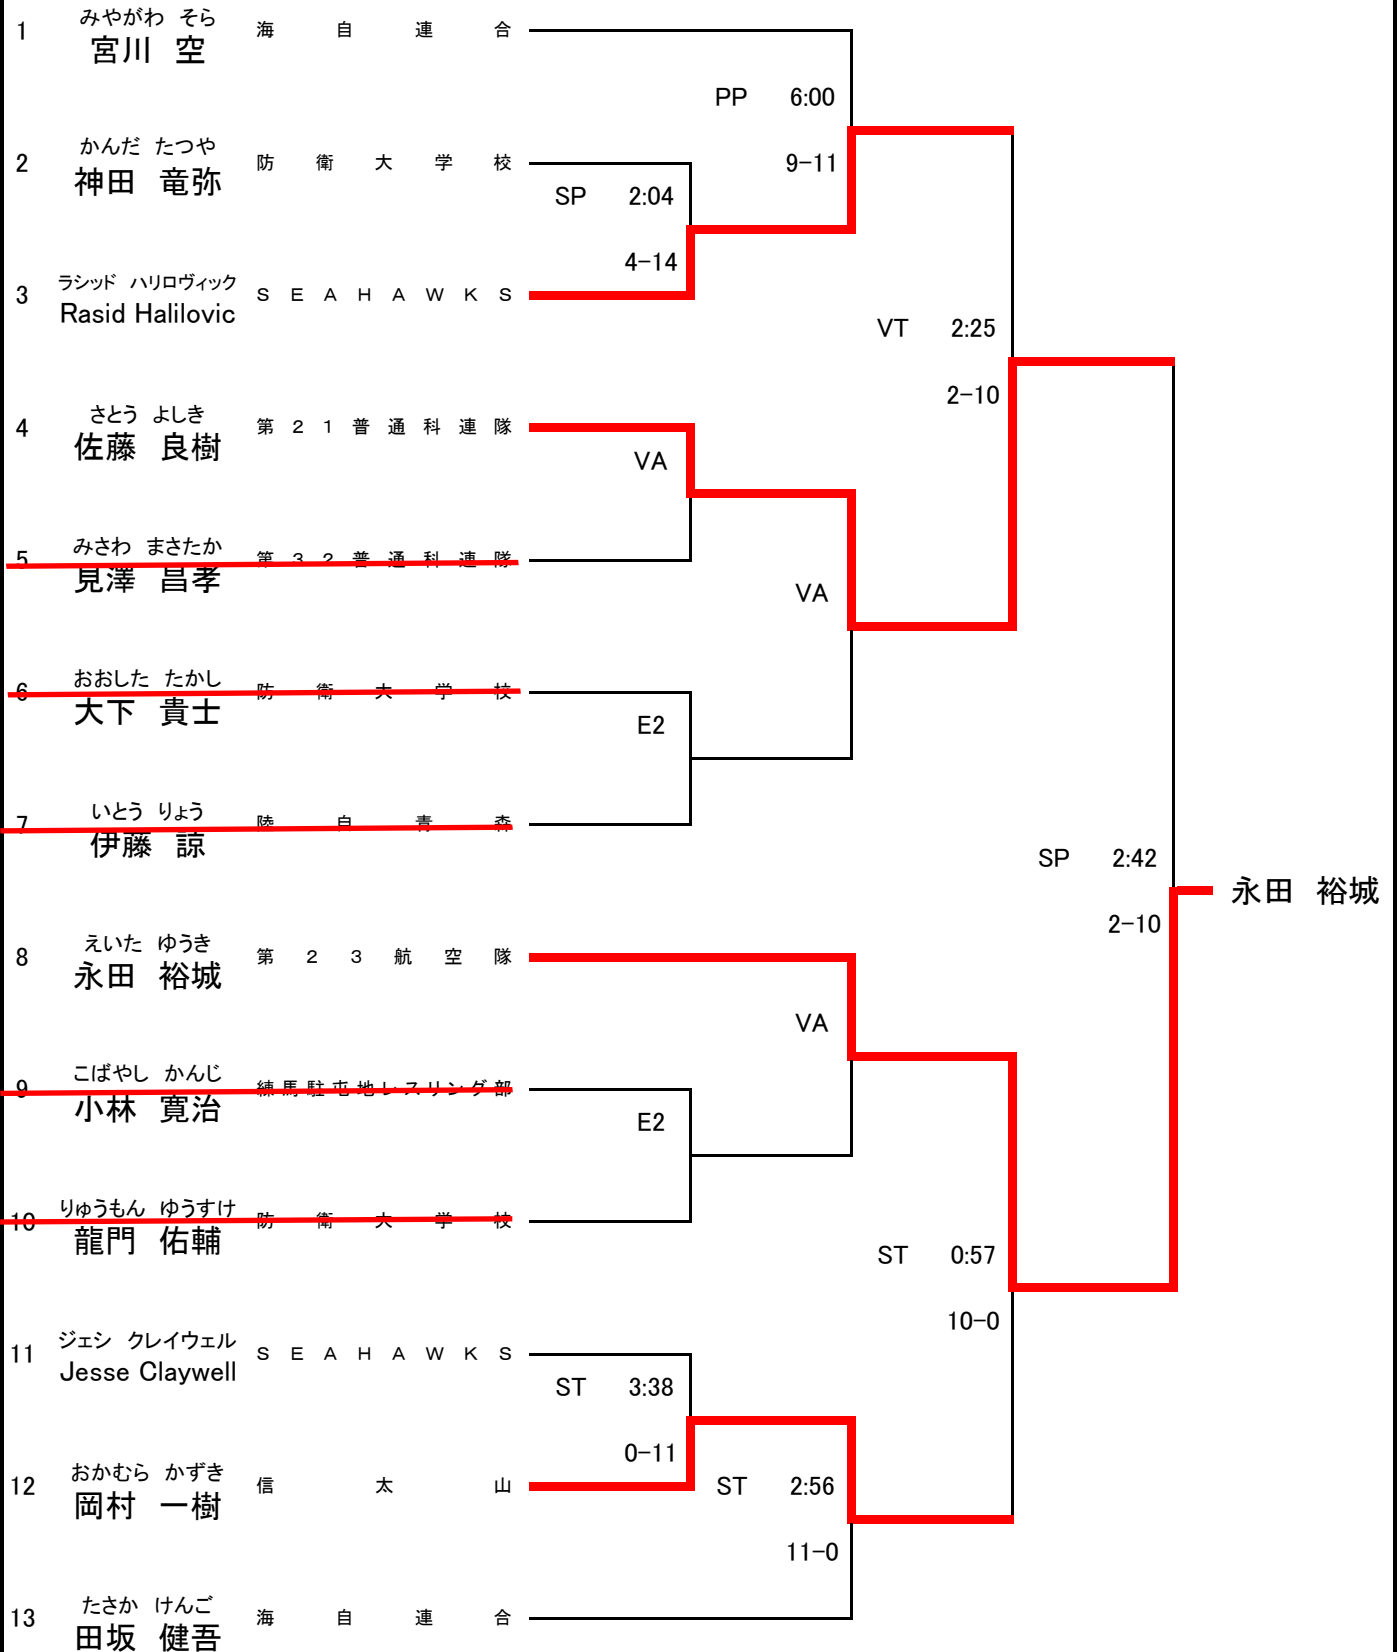 1 みやがわ そら 宮川 空 海自連合
PP 6:00
9-11
2 かんだ たつや 神田 竜弥 防衛大学校
SP 2:04
4-14
3 ラシッド ハリロヴィック Rasid Halilovic SEAHAWKS
VT 2:25
2-10
4 さとう よしき 佐藤 良樹 第21普通科連隊
VA
5 みさわ まさたか 見澤 昌孝 第32普通科連隊
VA
6 おおした たかし 大下 貴士 防衛大学校
E2
7 いとう りょう 伊藤 諒 陸自青森
SP 2:42
永田 裕城
2-10
8 えいた ゆうき 永田 裕城 第23航空隊
VA
9 こばやし かんじ 小林 寛治 練馬駐屯地レスリング部
E2
10 りゅうもん ゆうすけ 龍門 佑輔 防衛大学校
ST 0:57
10-0
11 ジェシ クレイウェル Jesse Claywell SEAHAWKS
ST 3:38
0-11
12 おかむら かずき 岡村 一樹 信太山
ST 2:56
11-0
13 たさか けんご 田坂 健吾 海自連合